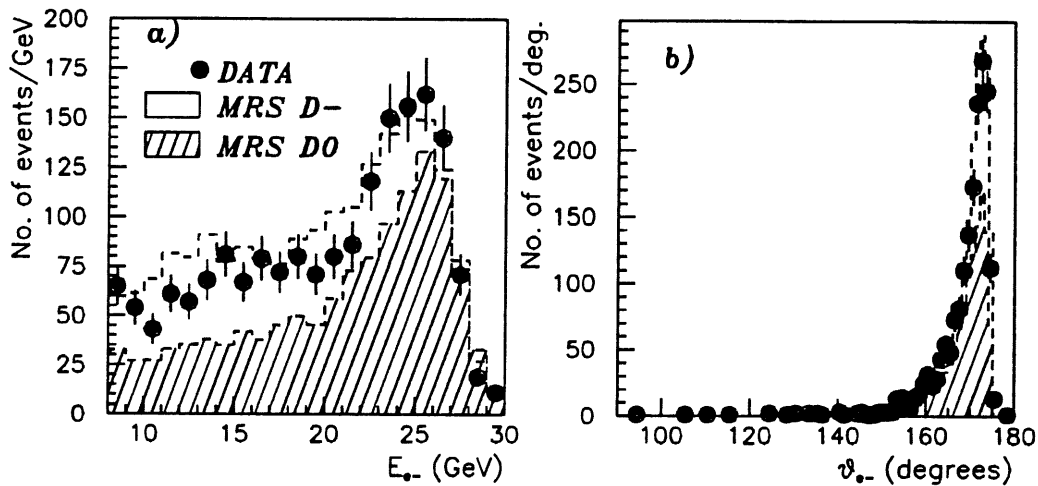 a)
DATA
MRS D-
MRS D0
No. of events/GeV
200
175
150
125
100
75
50
25
0
10
15
20
25
30
E_e- (GeV)
b)
No. of events/deg.
250
200
150
100
50
0
100
120
140
160
180
ϑ_e- (degrees)